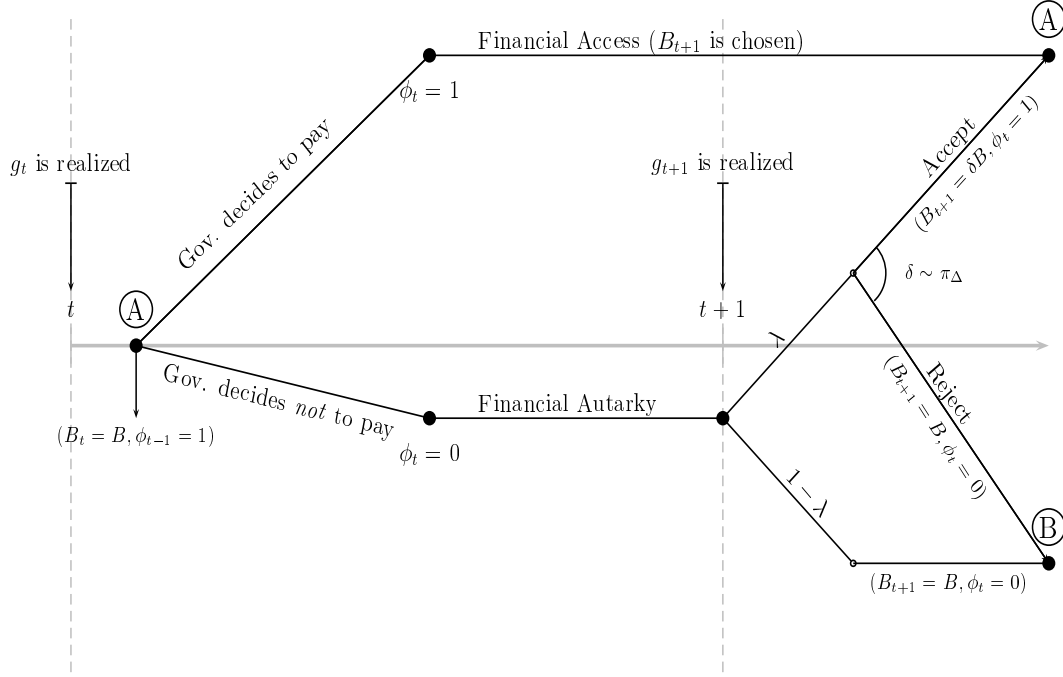 Ⓐ
Financial Access (B_{t+1} is chosen)
ϕ_t = 1
g_t is realized
g_{t+1} is realized
Gov. decides to pay
Accept
(B_{t+1} = δB, ϕ_t = 1)
δ ∼ π_Δ
t
t + 1
Ⓐ
λ
Gov. decides not to pay
(B_t = B, ϕ_{t−1} = 1)
Financial Autarky
ϕ_t = 0
Reject
(B_{t+1} = B, ϕ_t = 0)
1 − λ
Ⓑ
(B_{t+1} = B, ϕ_t = 0)